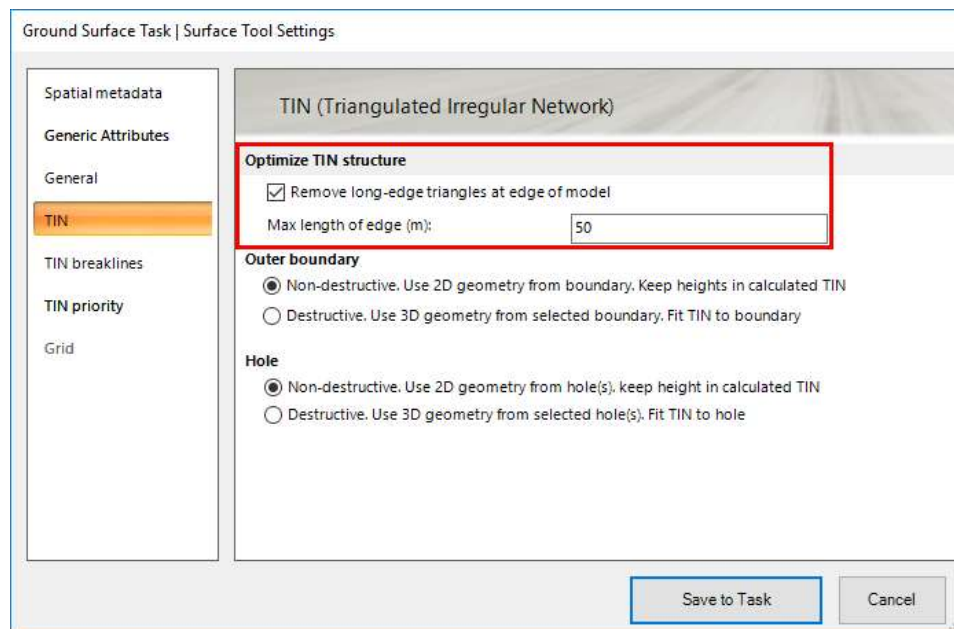 Ground Surface Task | Surface Tool Settings
Spatial metadata
Generic Attributes
General
TIN
TIN breaklines
TIN priority
Grid
TIN (Triangulated Irregular Network)
Optimize TIN structure
Remove long-edge triangles at edge of model
Max length of edge (m):
50
Outer boundary
Non-destructive. Use 2D geometry from boundary. Keep heights in calculated TIN
Destructive. Use 3D geometry from selected boundary. Fit TIN to boundary
Hole
Non-destructive. Use 2D geometry from hole(s). keep height in calculated TIN
Destructive. Use 3D geometry from selected hole(s). Fit TIN to hole
Save to Task
Cancel